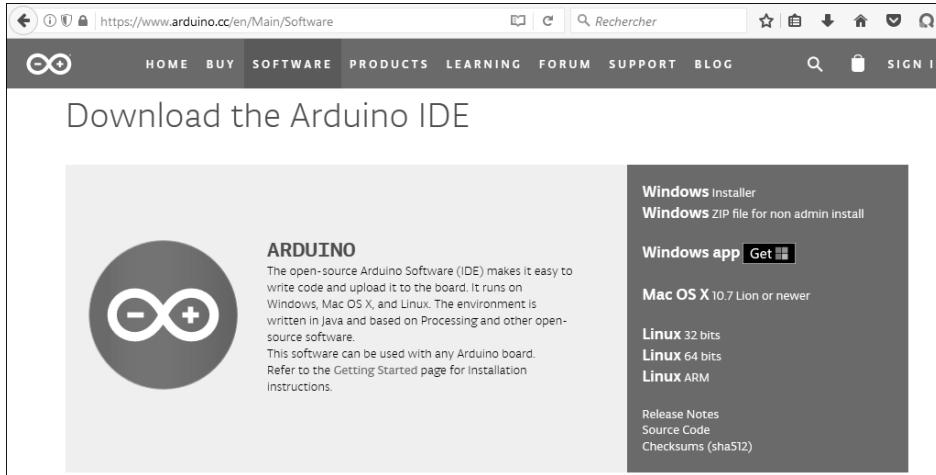 https://www.arduino.cc/en/Main/Software
Rechercher
HOME BUY SOFTWARE PRODUCTS LEARNING FORUM SUPPORT BLOG SIGN I
Download the Arduino IDE
ARDUINO
The open-source Arduino Software (IDE) makes it easy to
write code and upload it to the board. It runs on
Windows, Mac OS X, and Linux. The environment is
written in Java and based on Processing and other open-
source software.
This software can be used with any Arduino board.
Refer to the Getting Started page for Installation
instructions.
Windows Installer
Windows ZIP file for non admin install
Windows app Get
Mac OS X 10.7 Lion or newer
Linux 32 bits
Linux 64 bits
Linux ARM
Release Notes
Source Code
Checksums (sha512)